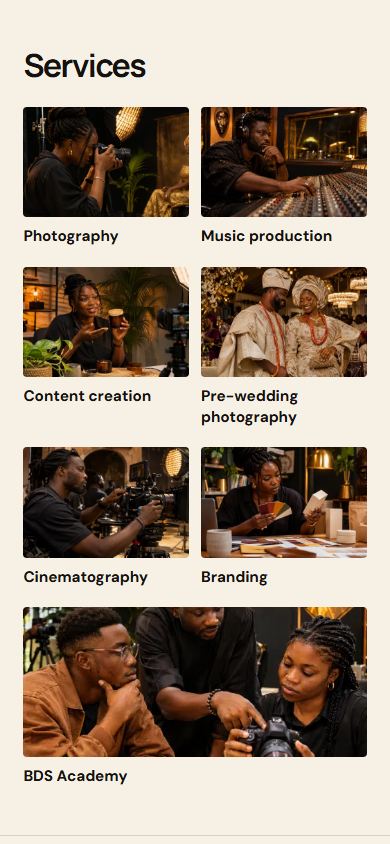 Services
Photography
Music production
Content creation
Pre-wedding
photography
Cinematography
Branding
BDS Academy